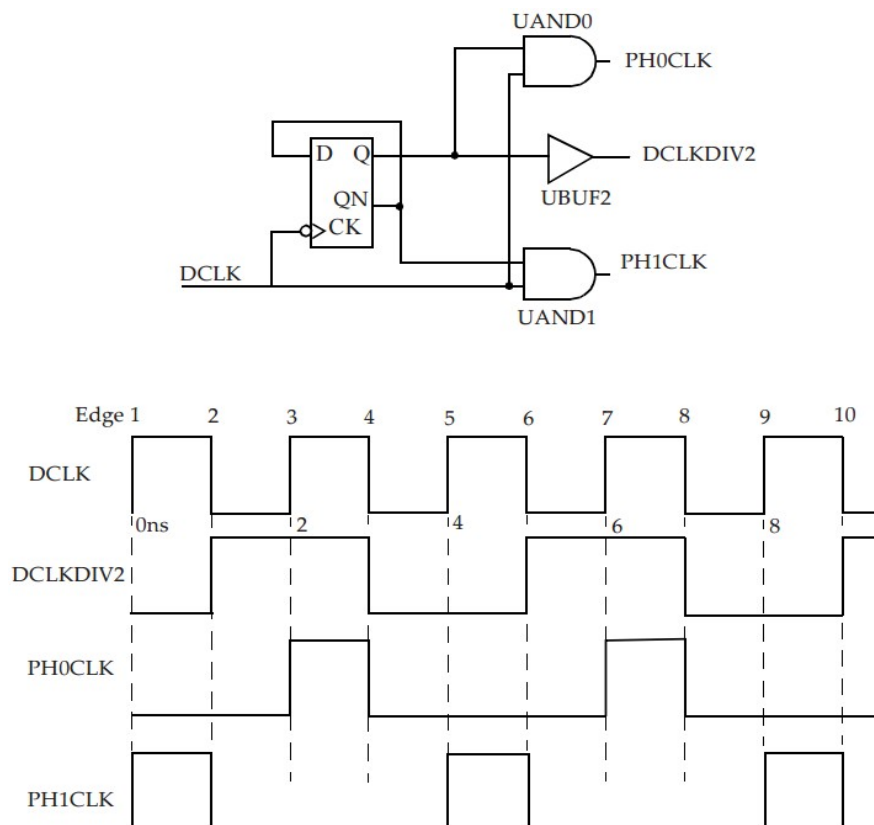 UAND0
PH0CLK
D Q
DCLKDIV2
QN
UBUF2
CK
DCLK
PH1CLK
UAND1
Edge 1 2 3 4 5 6 7 8 9 10
DCLK
0ns 2 4 6 8
DCLKDIV2
PH0CLK
PH1CLK